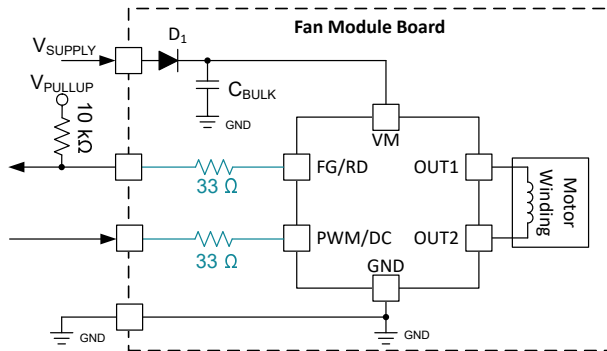 Fan Module Board
D1
VSUPPLY
VPULLUP
CBULK
GND
10 kΩ
VM
FG/RD
OUT1
33 Ω
Motor
Winding
PWM/DC
OUT2
33 Ω
GND
GND
GND